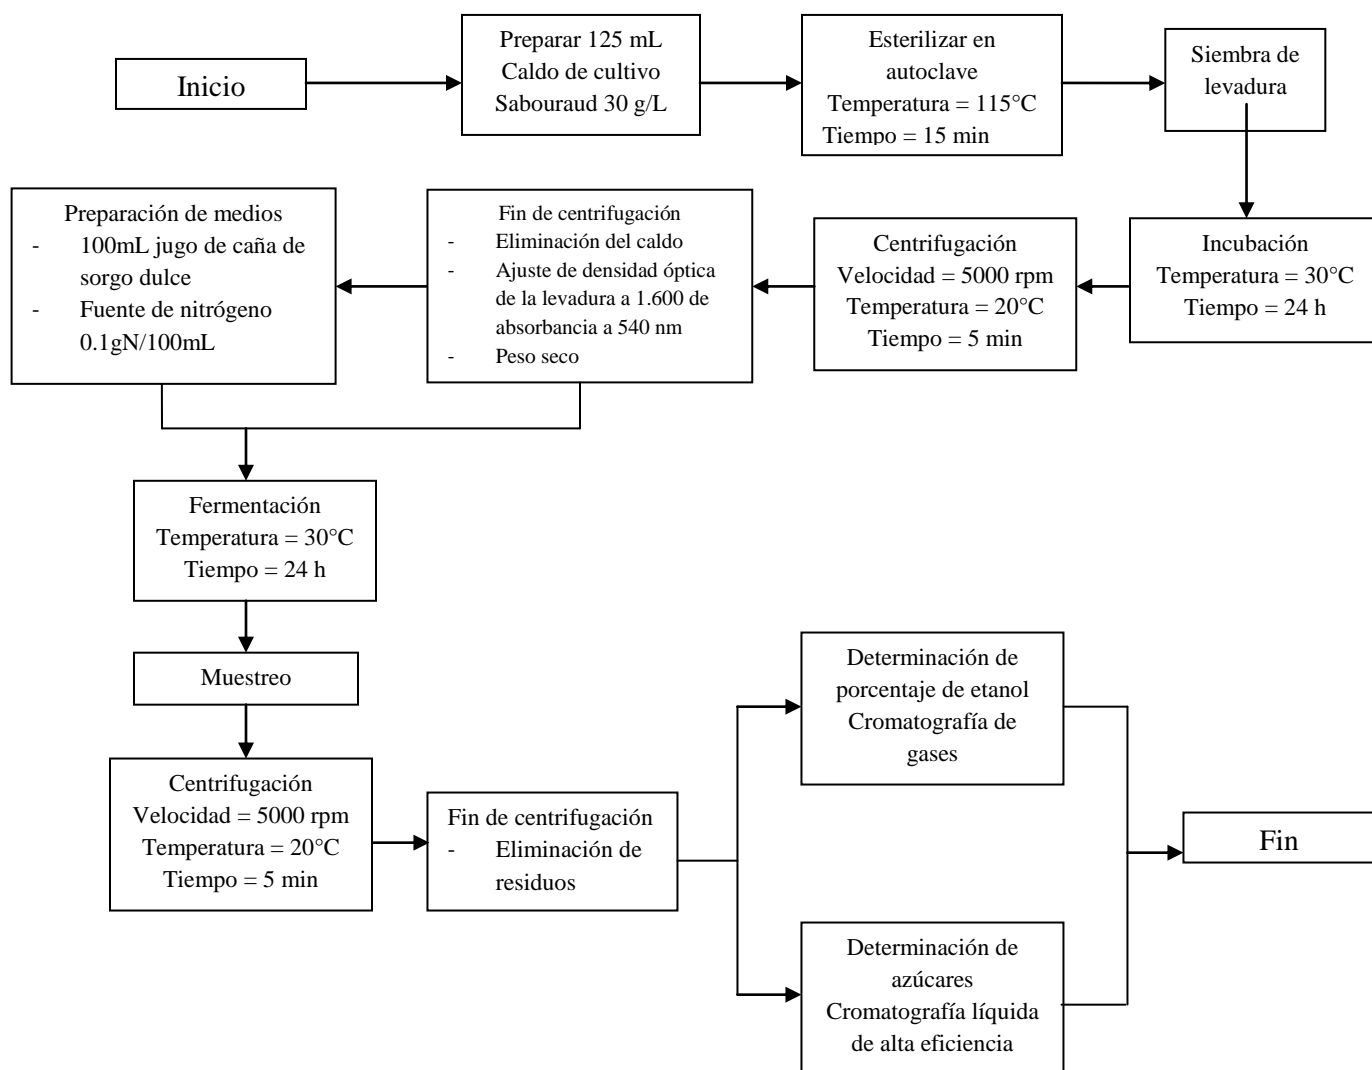 Inicio
Preparar 125 mL
Caldo de cultivo
Sabouraud 30 g/L
Esterilizar en
autoclave
Temperatura = 115°C
Tiempo = 15 min
Siembra de
levadura
Incubación
Temperatura = 30°C
Tiempo = 24 h
Centrifugación
Velocidad = 5000 rpm
Temperatura = 20°C
Tiempo = 5 min
Fin de centrifugación
- Eliminación del caldo
- Ajuste de densidad óptica
de la levadura a 1.600 de
absorbancia a 540 nm
- Peso seco
Preparación de medios
- 100mL jugo de caña de
sorgo dulce
- Fuente de nitrógeno
0.1gN/100mL
Fermentación
Temperatura = 30°C
Tiempo = 24 h
Muestreo
Centrifugación
Velocidad = 5000 rpm
Temperatura = 20°C
Tiempo = 5 min
Fin de centrifugación
- Eliminación de
residuos
Determinación de
porcentaje de etanol
Cromatografía de
gases
Determinación de
azúcares
Cromatografía líquida
de alta eficiencia
Fin